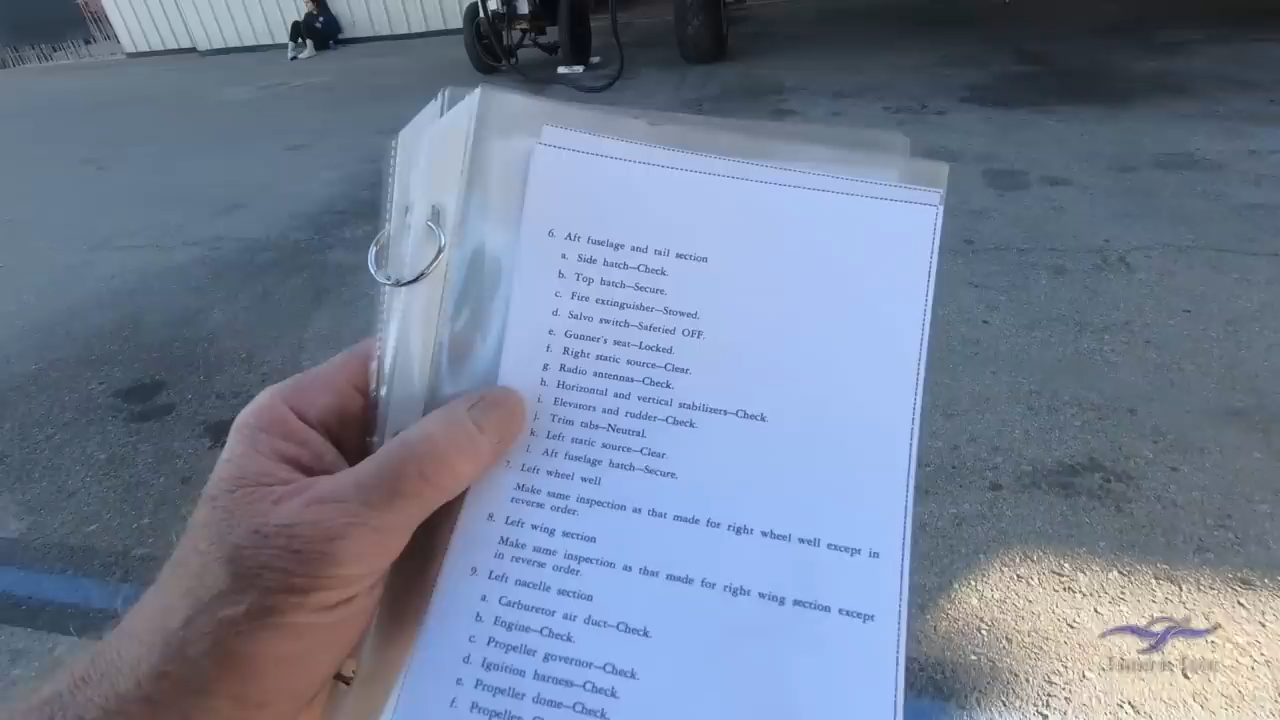 6. Aft fuselage and tail section
a. Side hatch—Check.
b. Top hatch—Secure.
c. Fire extinguisher—Stowed.
d. Salvo switch—Safetied OFF.
e. Gunner's seat—Locked.
f. Right static source—Clear.
g. Radio antennas—Check.
h. Horizontal and vertical stabilizers—Check.
i. Elevators and rudder—Check.
j. Trim tabs—Neutral.
k. Left static source—Clear.
l. Aft fuselage hatch—Secure.
7. Left wheel well
Make same inspection as that made for right wheel well except in
reverse order.
8. Left wing section
Make same inspection as that made for right wing section except
in reverse order.
9. Left nacelle section
a. Carburetor air duct—Check.
b. Engine—Check.
c. Propeller governor—Check.
d. Ignition harness—Check.
e. Propeller dome—Check.
f. Propeller